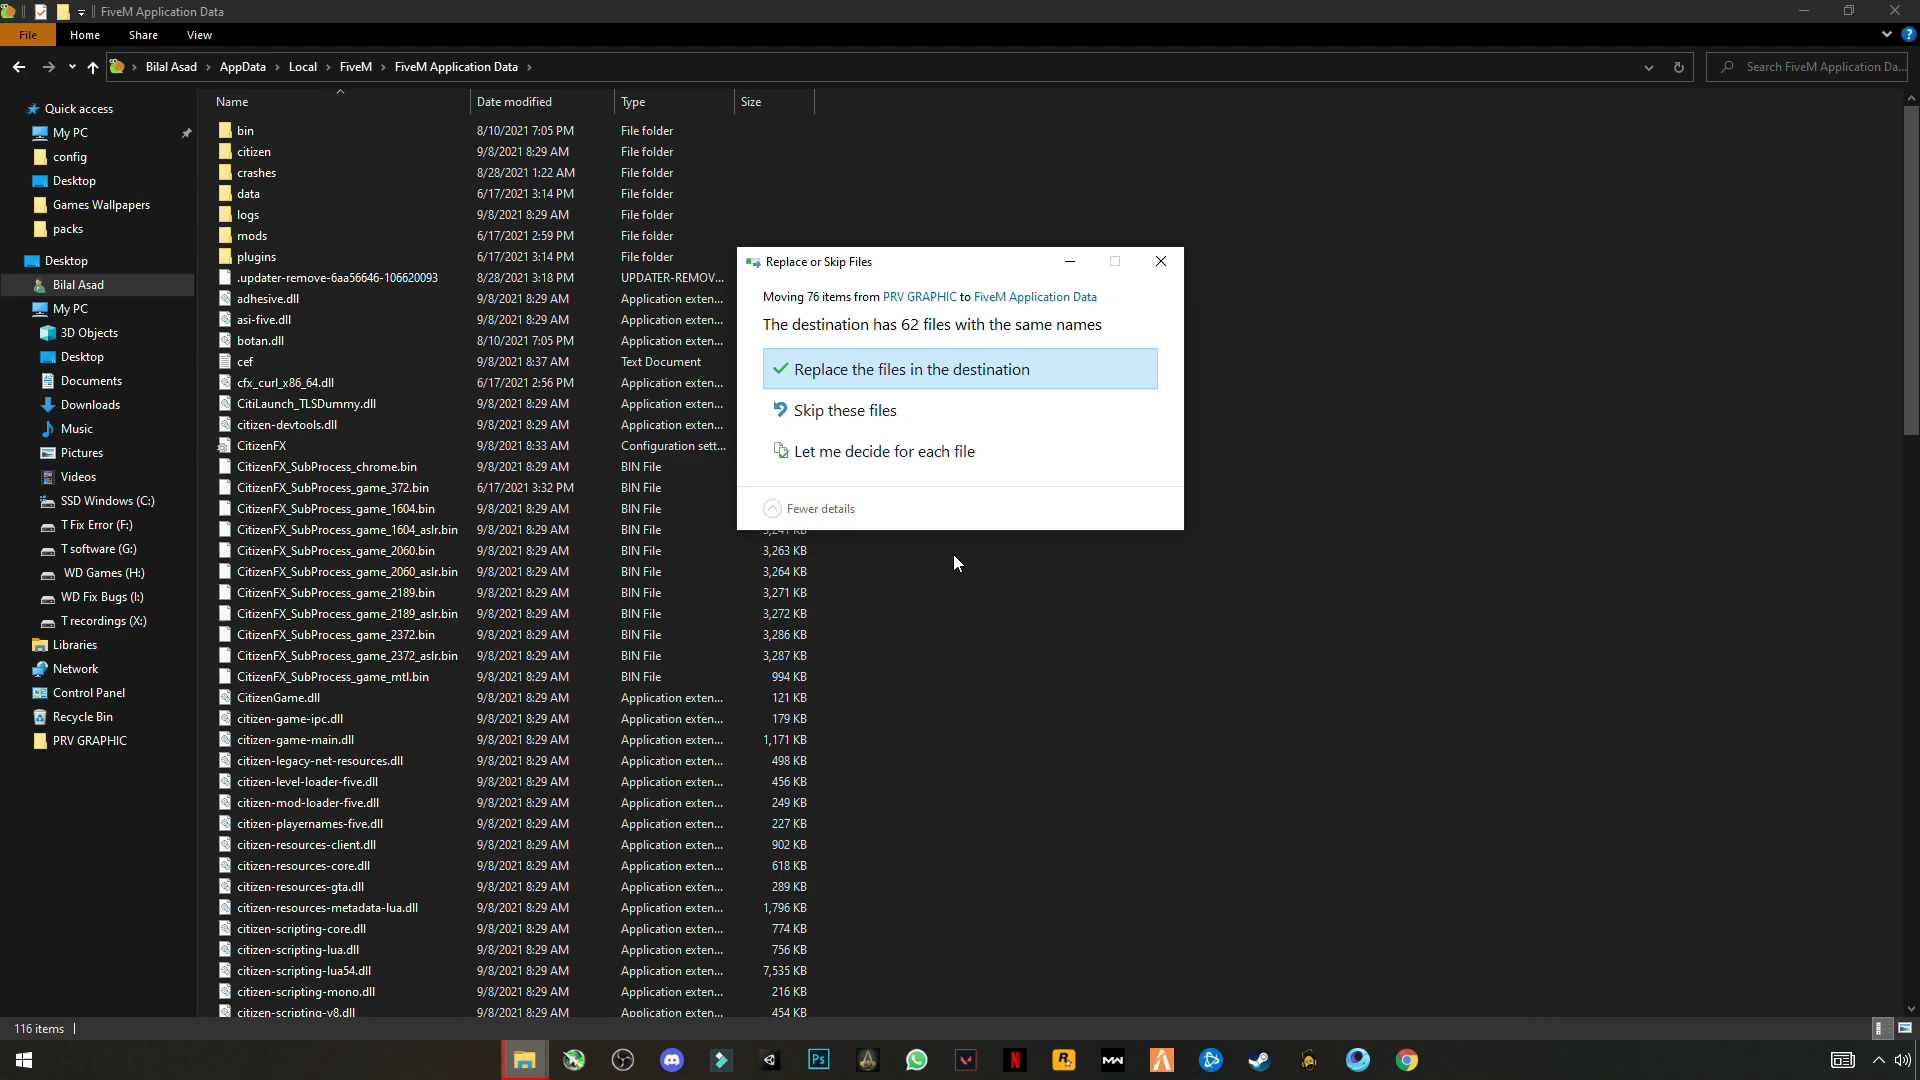 FiveM Application Data
File Home Share View
Bilal Asad AppData Local FiveM FiveM Application Data
Search FiveM Application Da...
Quick access
My PC
config
Desktop
Games Wallpapers
packs
Desktop
Bilal Asad
My PC
3D Objects
Desktop
Documents
Downloads
Music
Pictures
Videos
SSD Windows (C:)
T Fix Error (F:)
T software (G:)
WD Games (H:)
WD Fix Bugs (I:)
T recordings (X:)
Libraries
Network
Control Panel
Recycle Bin
PRV GRAPHIC
Name Date modified Type Size
bin 8/10/2021 7:05 PM File folder
citizen 9/8/2021 8:29 AM File folder
crashes 8/28/2021 1:22 AM File folder
data 6/17/2021 3:14 PM File folder
logs 9/8/2021 8:29 AM File folder
mods 6/17/2021 2:59 PM File folder
plugins 6/17/2021 3:14 PM File folder
.updater-remove-6aa56646-106620093 8/28/2021 3:18 PM UPDATER-REMOV...
adhesive.dll 9/8/2021 8:29 AM Application exten...
asi-five.dll 9/8/2021 8:29 AM Application exten...
botan.dll 8/10/2021 7:05 PM Application exten...
cef 9/8/2021 8:37 AM Text Document
cfx_curl_x86_64.dll 6/17/2021 2:56 PM Application exten...
CitiLaunch_TLSDummy.dll 9/8/2021 8:29 AM Application exten...
citizen-devtools.dll 9/8/2021 8:29 AM Application exten...
CitizenFX 9/8/2021 8:33 AM Configuration sett...
CitizenFX_SubProcess_chrome.bin 9/8/2021 8:29 AM BIN File
CitizenFX_SubProcess_game_372.bin 6/17/2021 3:32 PM BIN File
CitizenFX_SubProcess_game_1604.bin 9/8/2021 8:29 AM BIN File
CitizenFX_SubProcess_game_1604_aslr.bin 9/8/2021 8:29 AM BIN File
CitizenFX_SubProcess_game_2060.bin 9/8/2021 8:29 AM BIN File 3,263 KB
CitizenFX_SubProcess_game_2060_aslr.bin 9/8/2021 8:29 AM BIN File 3,264 KB
CitizenFX_SubProcess_game_2189.bin 9/8/2021 8:29 AM BIN File 3,271 KB
CitizenFX_SubProcess_game_2189_aslr.bin 9/8/2021 8:29 AM BIN File 3,272 KB
CitizenFX_SubProcess_game_2372.bin 9/8/2021 8:29 AM BIN File 3,286 KB
CitizenFX_SubProcess_game_2372_aslr.bin 9/8/2021 8:29 AM BIN File 3,287 KB
CitizenFX_SubProcess_game_mtl.bin 9/8/2021 8:29 AM BIN File 994 KB
CitizenGame.dll 9/8/2021 8:29 AM Application exten... 121 KB
citizen-game-ipc.dll 9/8/2021 8:29 AM Application exten... 179 KB
citizen-game-main.dll 9/8/2021 8:29 AM Application exten... 1,171 KB
citizen-legacy-net-resources.dll 9/8/2021 8:29 AM Application exten... 498 KB
citizen-level-loader-five.dll 9/8/2021 8:29 AM Application exten... 456 KB
citizen-mod-loader-five.dll 9/8/2021 8:29 AM Application exten... 249 KB
citizen-playernames-five.dll 9/8/2021 8:29 AM Application exten... 227 KB
citizen-resources-client.dll 9/8/2021 8:29 AM Application exten... 902 KB
citizen-resources-core.dll 9/8/2021 8:29 AM Application exten... 618 KB
citizen-resources-gta.dll 9/8/2021 8:29 AM Application exten... 289 KB
citizen-resources-metadata-lua.dll 9/8/2021 8:29 AM Application exten... 1,796 KB
citizen-scripting-core.dll 9/8/2021 8:29 AM Application exten... 774 KB
citizen-scripting-lua.dll 9/8/2021 8:29 AM Application exten... 756 KB
citizen-scripting-lua54.dll 9/8/2021 8:29 AM Application exten... 7,535 KB
citizen-scripting-mono.dll 9/8/2021 8:29 AM Application exten... 216 KB
citizen-scripting-v8.dll 9/8/2021 8:29 AM Application exten... 454 KB
Replace or Skip Files
Moving 76 items from PRV GRAPHIC to FiveM Application Data
The destination has 62 files with the same names
Replace the files in the destination
Skip these files
Let me decide for each file
Fewer details
116 items
Ps